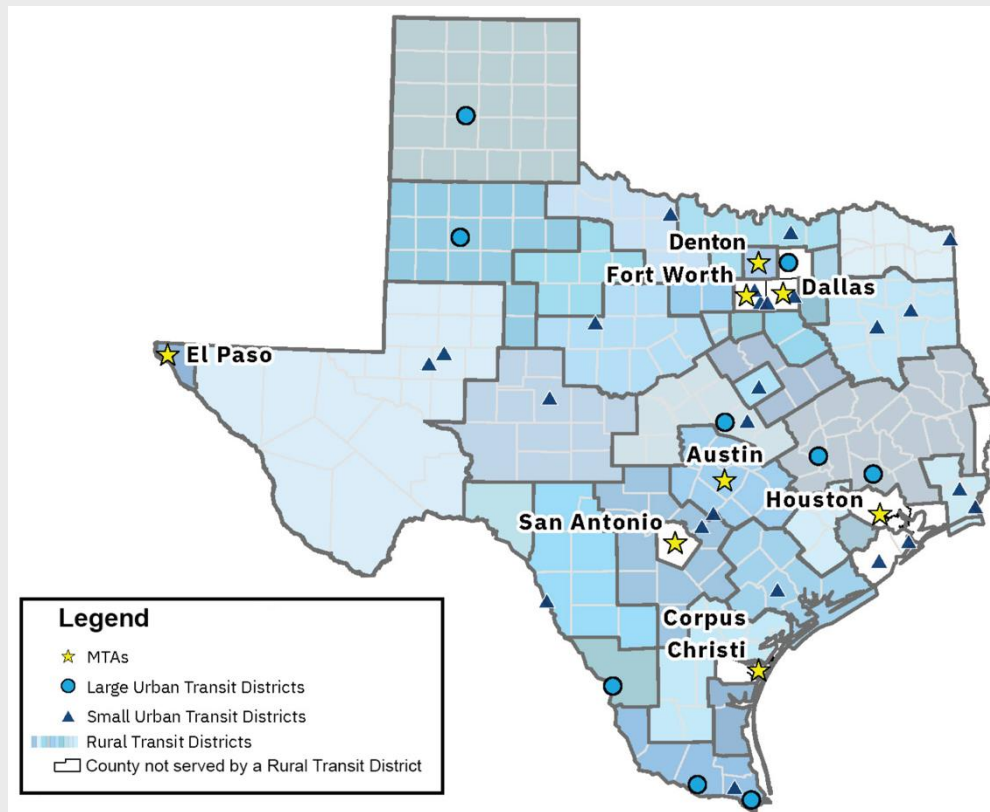 Denton
Fort Worth
Dallas
El Paso
Austin
Houston
San Antonio
Corpus
Christi
Legend
MTAs
Large Urban Transit Districts
Small Urban Transit Districts
Rural Transit Districts
County not served by a Rural Transit District